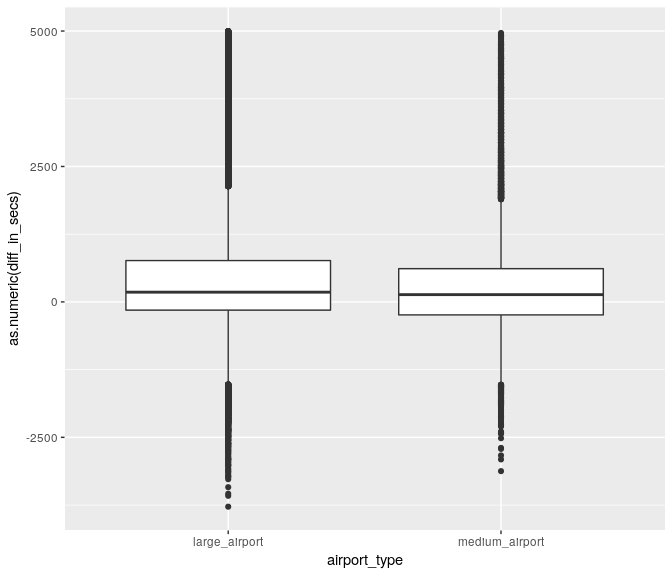 5000
2500
0
-2500
as.numeric(diff_in_secs)
large_airport
medium_airport
airport_type